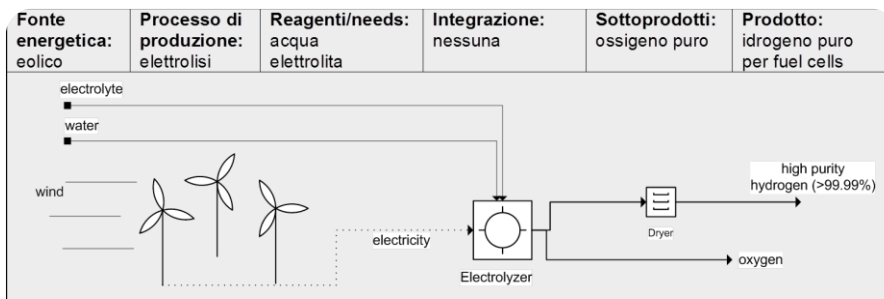 Fonte
energetica:
eolico
Processo di
produzione:
elettrolisi
Reagenti/needs:
acqua
elettrolita
Integrazione:
nessuna
Sottoprodotti:
ossigeno puro
Prodotto:
idrogeno puro
per fuel cells
electrolyte
water
wind
electricity
Electrolyzer
Dryer
high purity
hydrogen (>99.99%)
oxygen